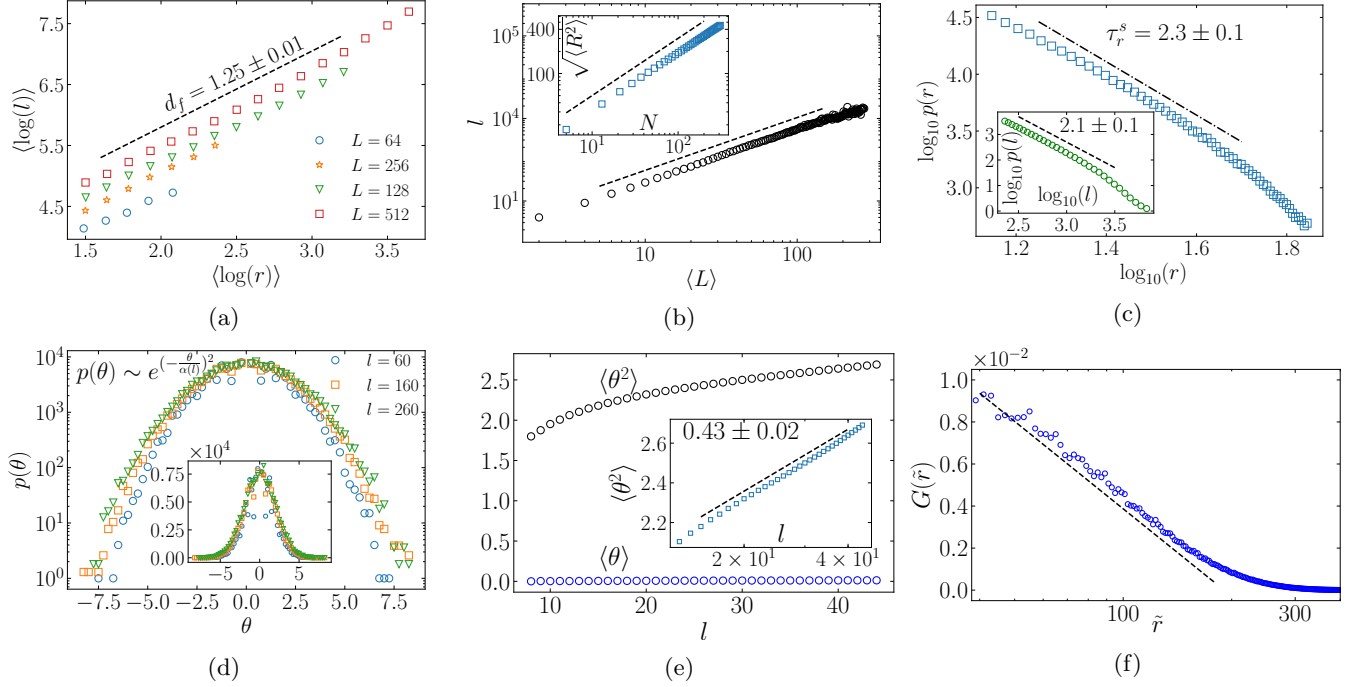 7.5
6.5
5.5
4.5
⟨log(l)⟩
d_f = 1.25 ± 0.01
L = 64
L = 256
L = 128
L = 512
1.5 2.0 2.5 3.0 3.5
⟨log(r)⟩
(a)
10^5
10^4
10^1
l
400
100
√⟨R^2⟩
10^1 10^2
N
10 100
⟨L⟩
(b)
4.5
4.0
3.5
3.0
log_10 p(r)
τ_r^s = 2.3 ± 0.1
2.1 ± 0.1
3
2
1
0
log_10 p(l)
log_10(l)
2.5 3.0 3.5
1.2 1.4 1.6 1.8
log_10(r)
(c)
10^4
10^3
10^2
10^1
10^0
p(θ)
p(θ) ∼ e^{(−θ/α(l))^2}
l = 60
l = 160
l = 260
×10^4
0.75
0.50
0.25
0.00
−5 0 5
−7.5 −5.0 −2.5 0.0 2.5 5.0 7.5
θ
(d)
2.5
2.0
1.5
1.0
0.5
0.0
⟨θ^2⟩
0.43 ± 0.02
2.6
2.4
2.2
⟨θ^2⟩
l
2 × 10^1 4 × 10^1
⟨θ⟩
10 20 30 40
l
(e)
×10^−2
1.0
0.8
0.6
0.4
0.2
0.0
G(r̃)
100 300
r̃
(f)